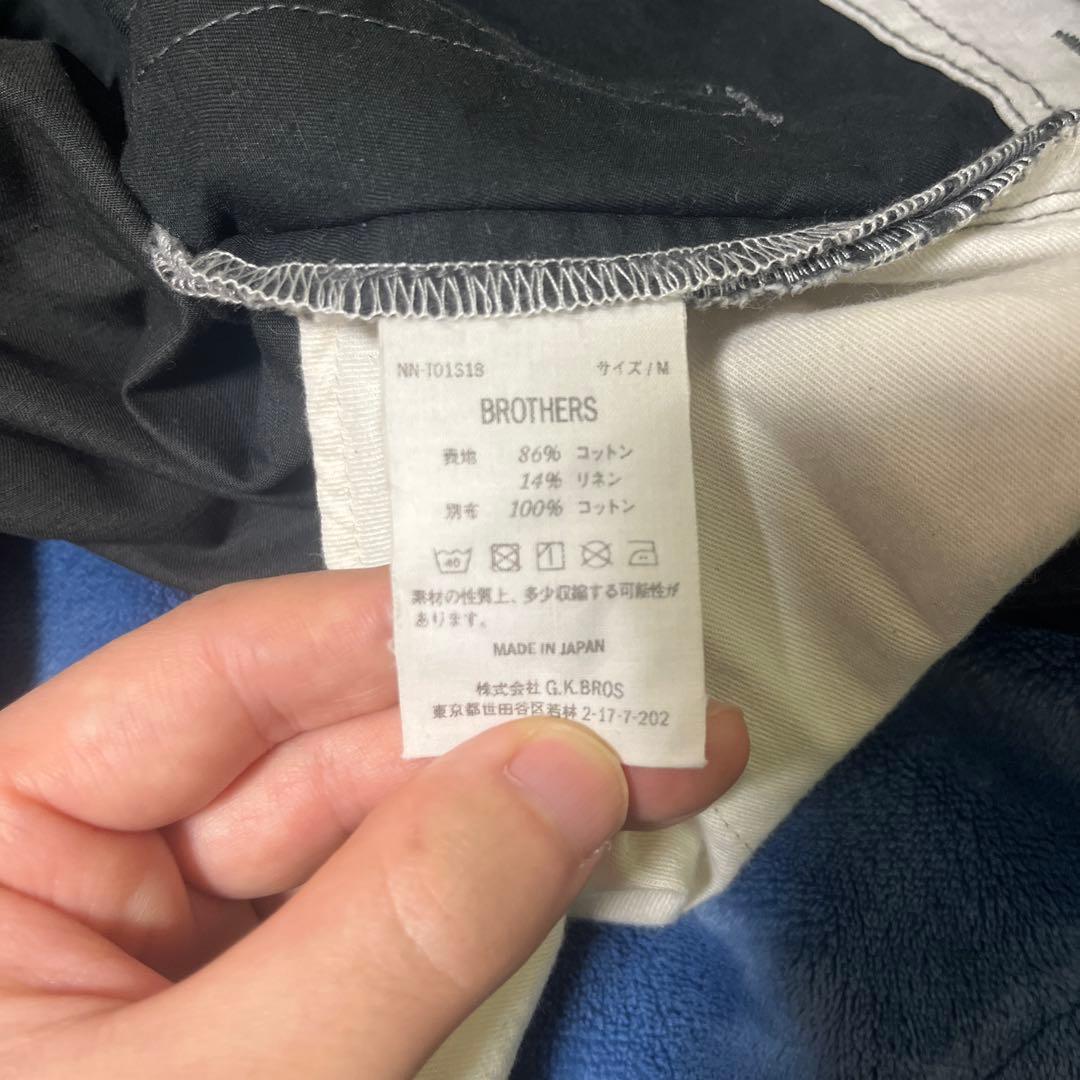 NN-T01S18 サイズ/M
BROTHERS
表地 86% コットン
14% リネン
別布 100% コットン
40
素材の性質上、多少収縮する可能性が
あります。
MADE IN JAPAN
株式会社 G.K.BROS
東京都世田谷区若林 2-17-7-202